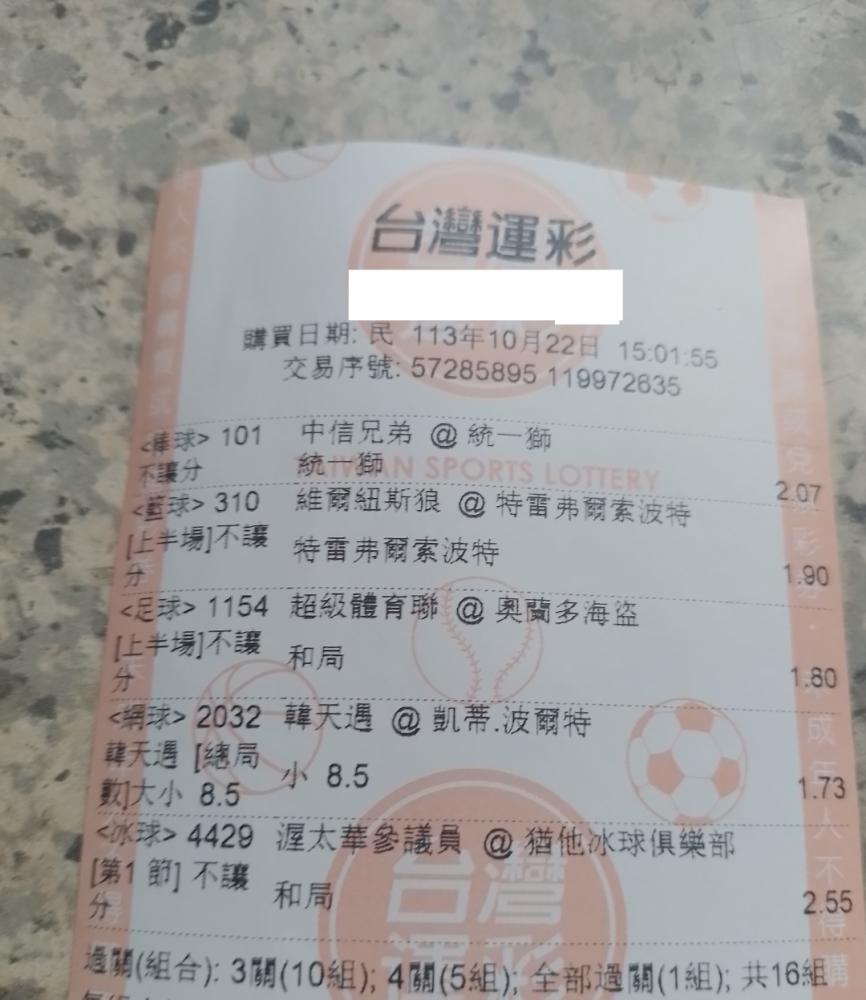 台灣運彩
購買日期: 民 113年10月22日 15:01:55
交易序號: 57285895 119972635
<棒球> 101 中信兄弟 @ 統一獅
不讓分 統一獅 2.07
TAIWAN SPORTS LOTTERY
<籃球> 310 維爾紐斯狼 @ 特雷弗爾索波特
[上半場]不讓分 特雷弗爾索波特 1.90
<足球> 1154 超級體育聯 @ 奧蘭多海盜
[上半場]不讓分 和局 1.80
<網球> 2032 韓天遇 @ 凱蒂.波爾特
韓天遇 [總局數]大小 8.5 小 8.5 1.73
<冰球> 4429 渥太華參議員 @ 猶他冰球俱樂部
[第1 節] 不讓分 和局 2.55
台灣
過關(組合): 3關(10組); 4關(5組); 全部過關(1組); 共16組